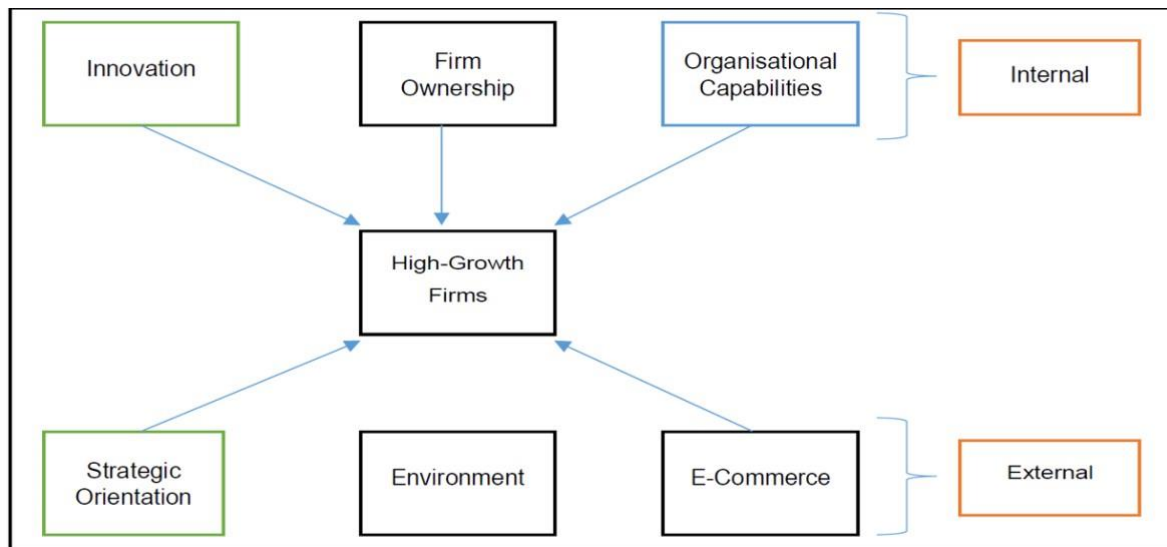 Innovation
Firm
Ownership
Organisational
Capabilities
Internal
High-Growth
Firms
Strategic
Orientation
Environment
E-Commerce
External